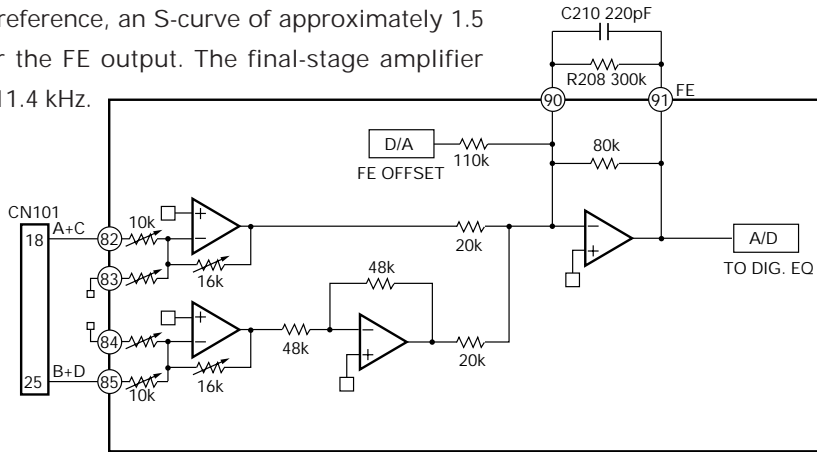 reference, an S-curve of approximately 1.5
the FE output. The final-stage amplifier
11.4 kHz.
C210 220pF
R208 300k
90
91
FE
D/A
110k
FE OFFSET
80k
CN101
18
A+C
82
10k
+
−
16k
83
20k
−
+
A/D
TO DIG. EQ
48k
84
+
−
48k
−
+
20k
25
B+D
85
10k
16k